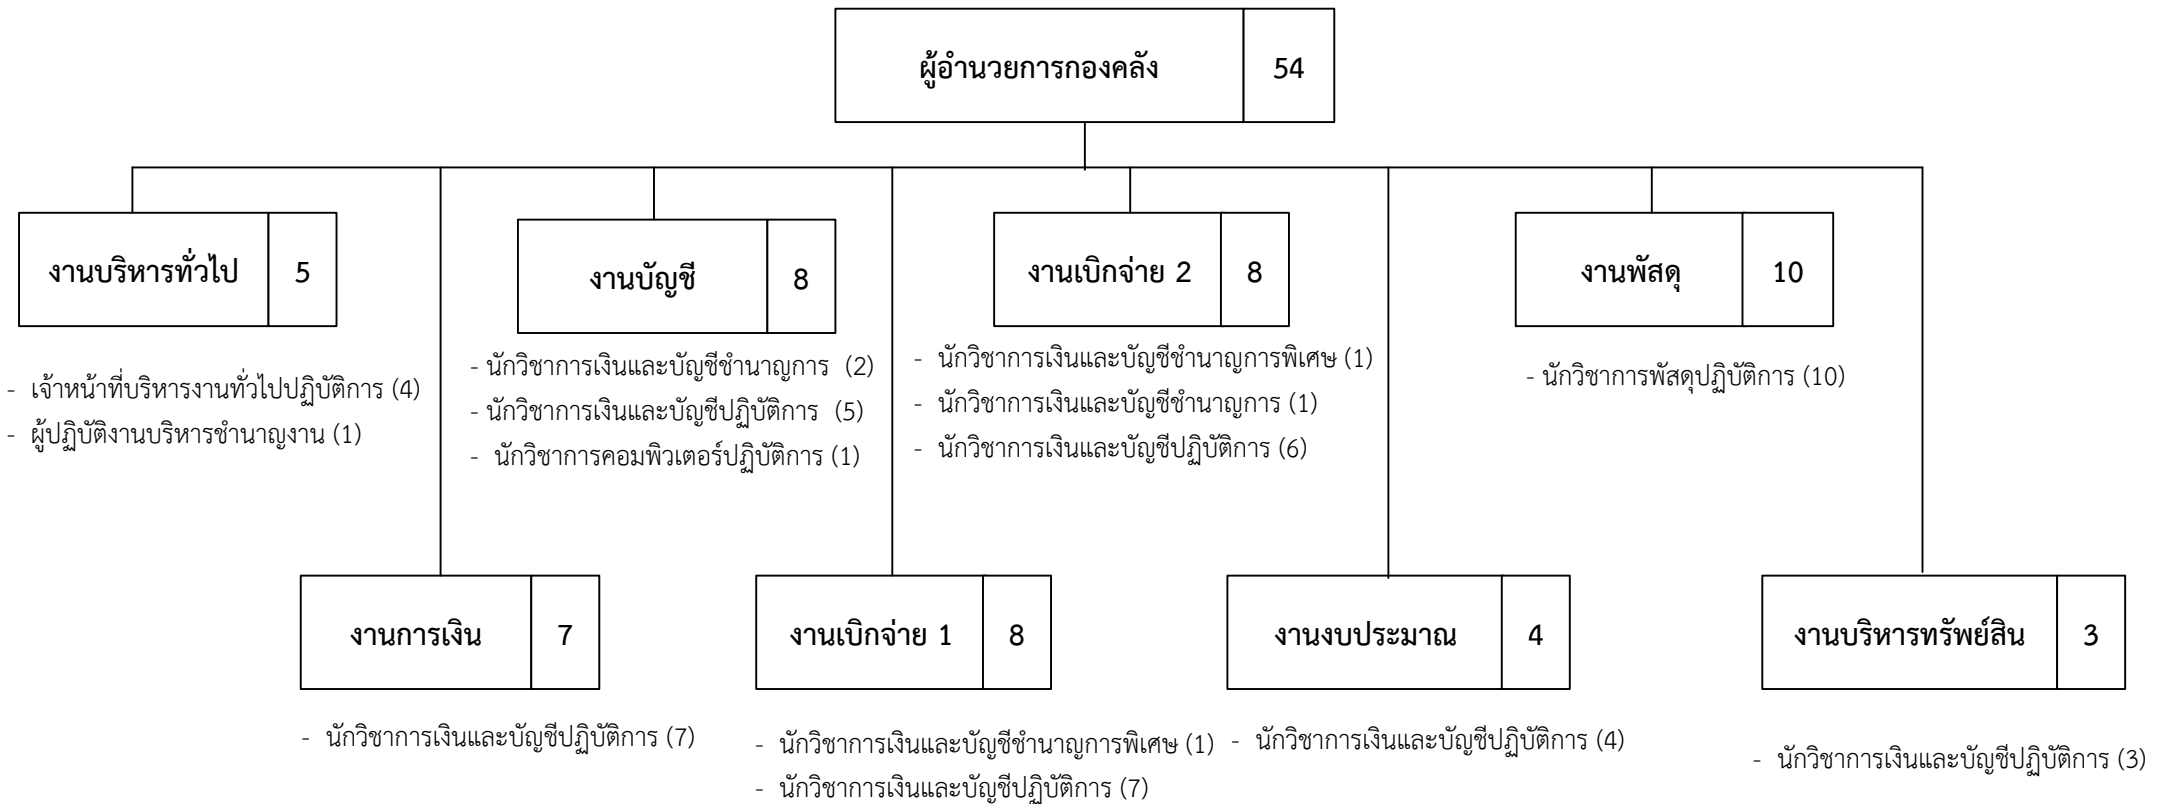 ผู้อำนวยการกองคลัง 54
งานบริหารทั่วไป 5
- เจ้าหน้าที่บริหารงานทั่วไปปฏิบัติการ (4)
- ผู้ปฏิบัติงานบริหารชำนาญงาน (1)
งานบัญชี 8
- นักวิชาการเงินและบัญชีชำนาญการ (2)
- นักวิชาการเงินและบัญชีปฏิบัติการ (5)
- นักวิชาการคอมพิวเตอร์ปฏิบัติการ (1)
งานเบิกจ่าย 2 8
- นักวิชาการเงินและบัญชีชำนาญการพิเศษ (1)
- นักวิชาการเงินและบัญชีชำนาญการ (1)
- นักวิชาการเงินและบัญชีปฏิบัติการ (6)
งานพัสดุ 10
- นักวิชาการพัสดุปฏิบัติการ (10)
งานการเงิน 7
- นักวิชาการเงินและบัญชีปฏิบัติการ (7)
งานเบิกจ่าย 1 8
- นักวิชาการเงินและบัญชีชำนาญการพิเศษ (1)
- นักวิชาการเงินและบัญชีปฏิบัติการ (7)
งานงบประมาณ 4
- นักวิชาการเงินและบัญชีปฏิบัติการ (4)
งานบริหารทรัพย์สิน 3
- นักวิชาการเงินและบัญชีปฏิบัติการ (3)